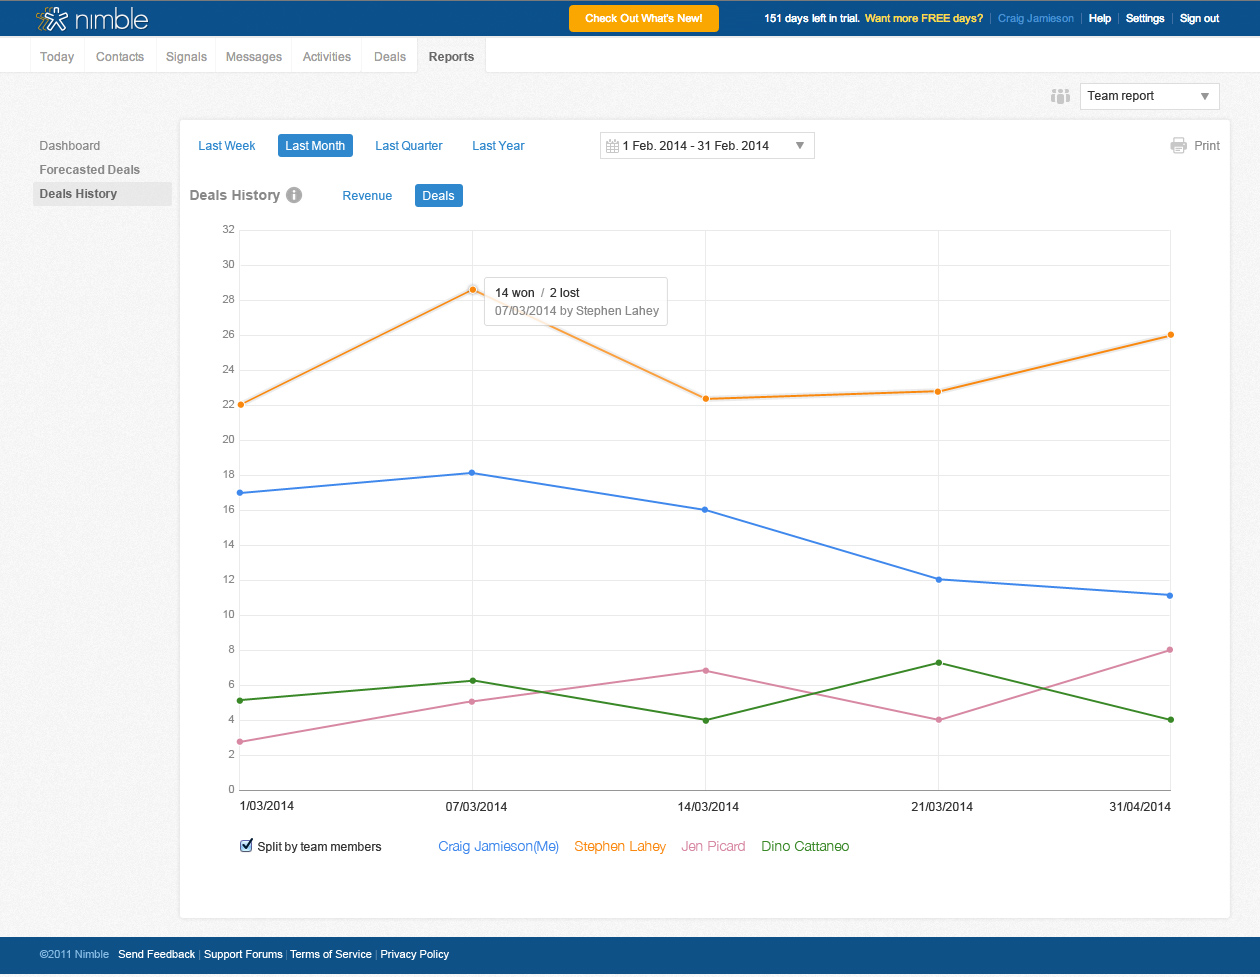 nimble
Check Out What's New!
151 days left in trial. Want more FREE days? | Craig Jamieson | Help | Settings | Sign out
Today Contacts Signals Messages Activities Deals Reports
Team report
Dashboard
Forecasted Deals
Deals History
Last Week Last Month Last Quarter Last Year
1 Feb. 2014 - 31 Feb. 2014
Print
Deals History i Revenue Deals
32
30
28
26
24
22
20
18
16
14
12
10
8
6
4
2
0
14 won / 2 lost
07/03/2014 by Stephen Lahey
1/03/2014 07/03/2014 14/03/2014 21/03/2014 31/04/2014
Split by team members
Craig Jamieson(Me) Stephen Lahey Jen Picard Dino Cattaneo
©2011 Nimble Send Feedback | Support Forums | Terms of Service | Privacy Policy